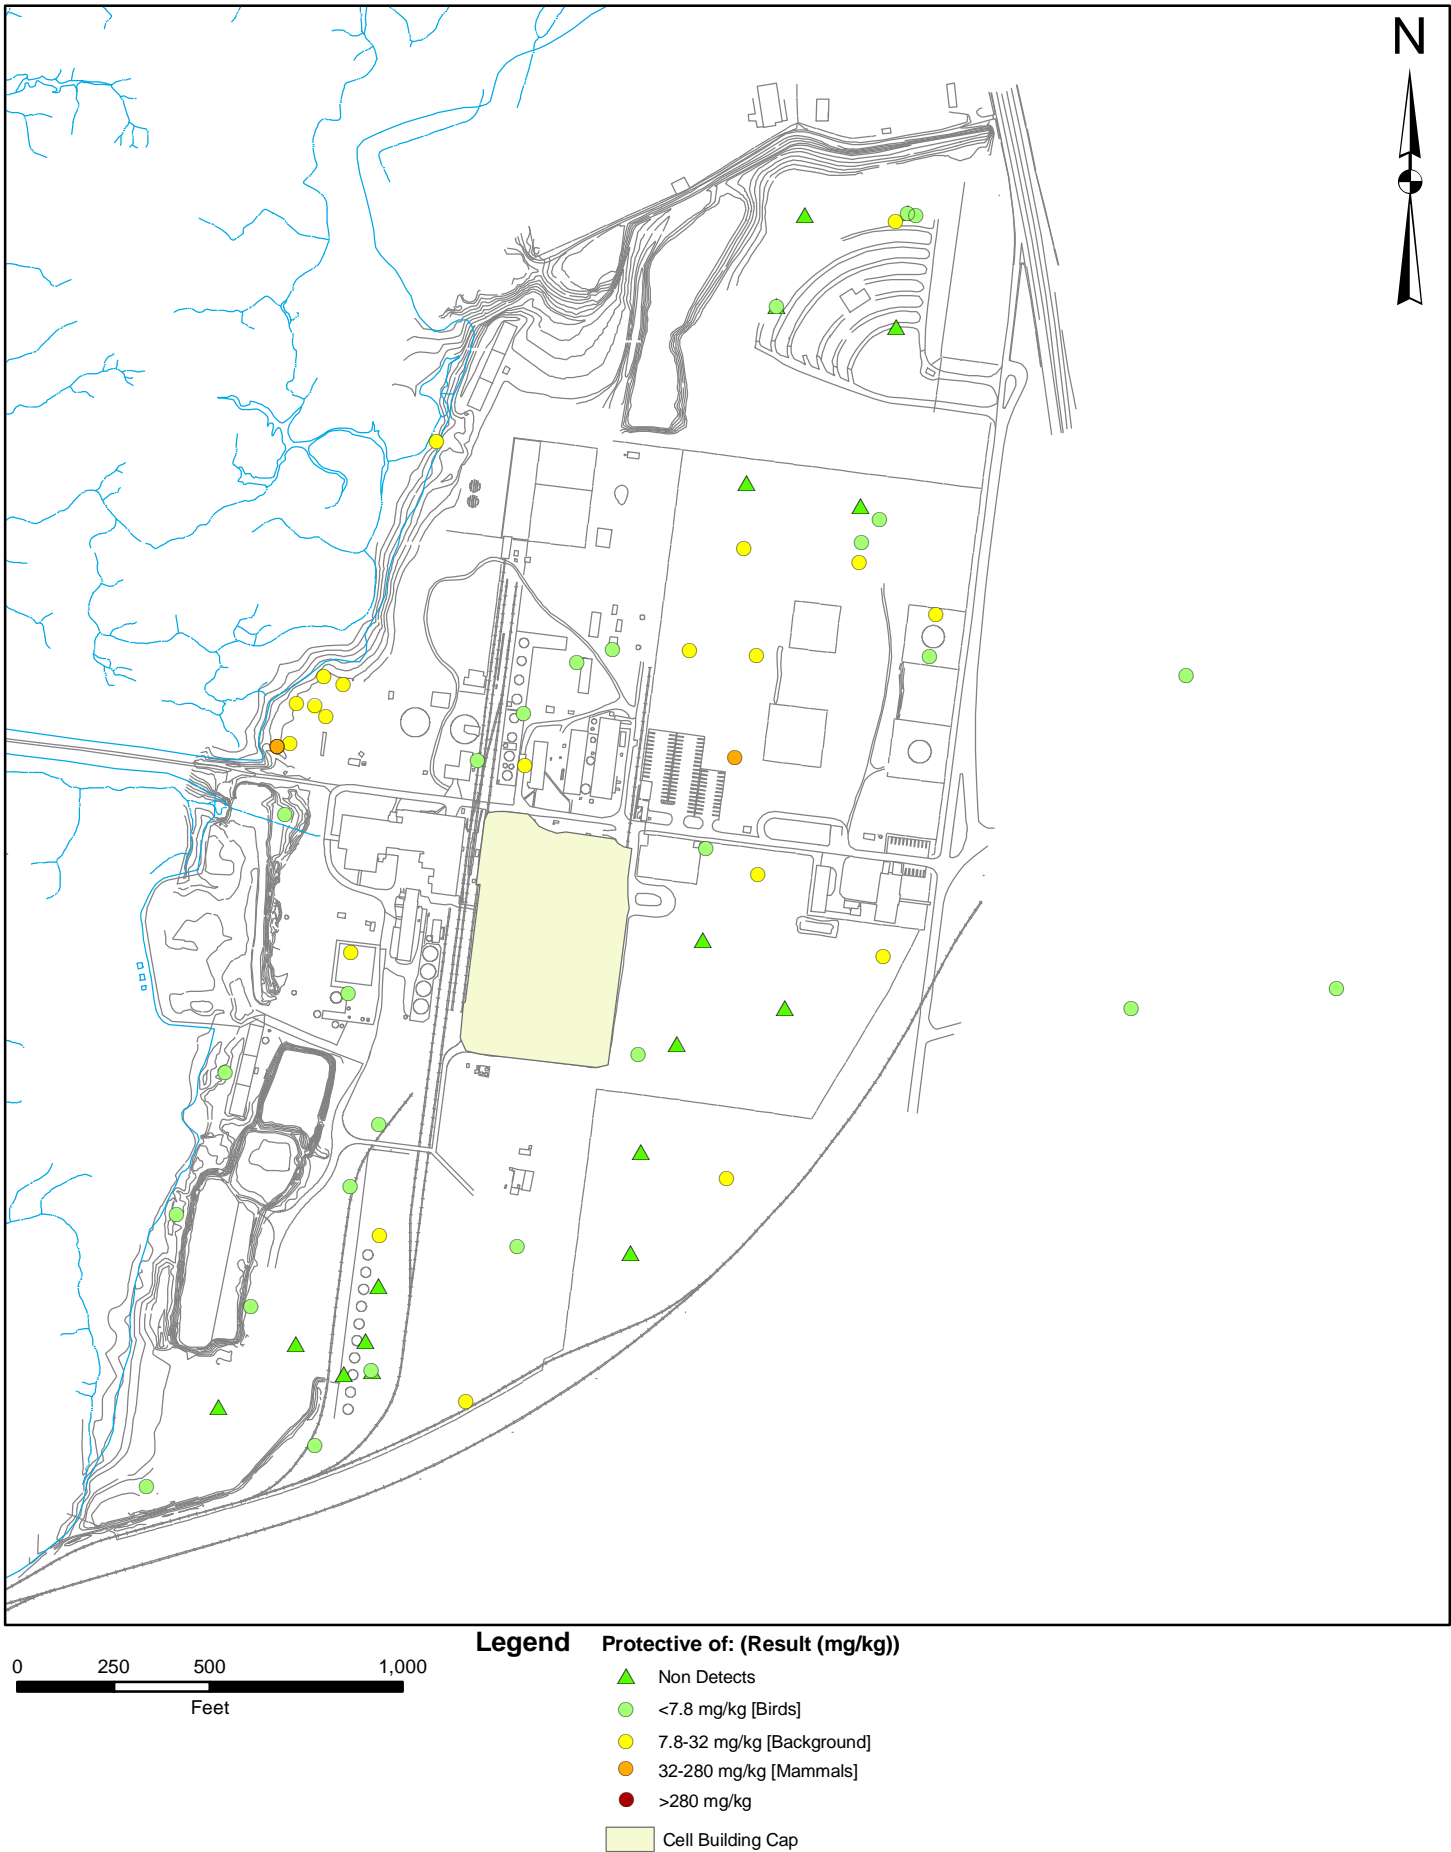 N
Legend Protective of: (Result (mg/kg))
0 250 500 1,000
Feet
Non Detects
<7.8 mg/kg [Birds]
7.8-32 mg/kg [Background]
32-280 mg/kg [Mammals]
>280 mg/kg
Cell Building Cap